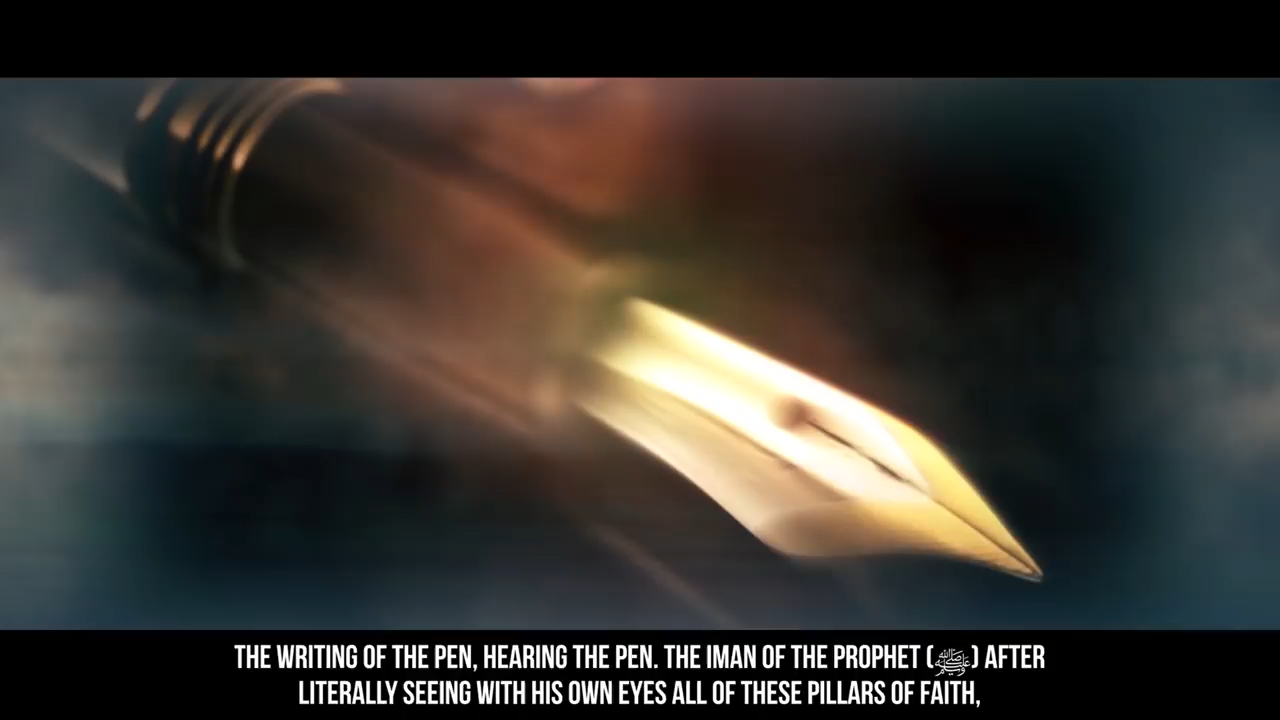 THE WRITING OF THE PEN, HEARING THE PEN. THE IMAN OF THE PROPHET (ﷺ) AFTER
LITERALLY SEEING WITH HIS OWN EYES ALL OF THESE PILLARS OF FAITH,